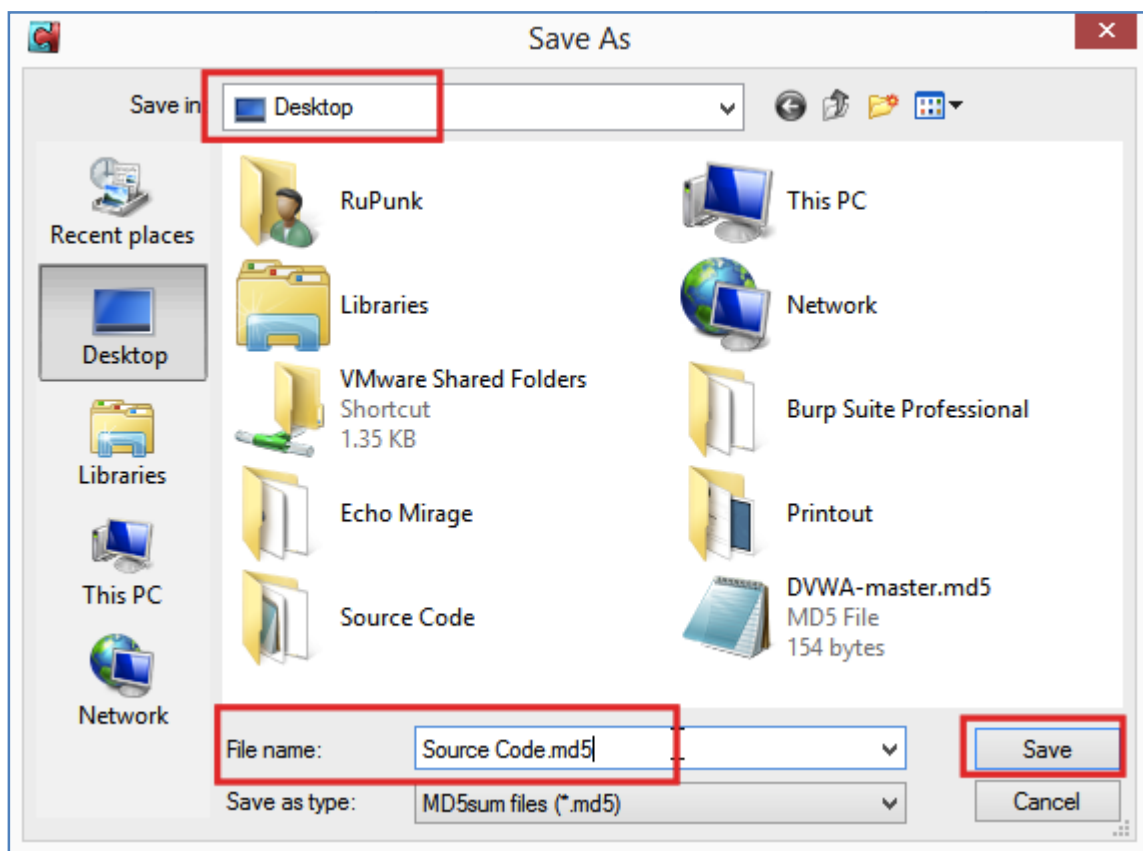 Save As
Save in
Desktop
Recent places
Desktop
Libraries
This PC
Network
RuPunk
This PC
Libraries
Network
VMware Shared Folders
Shortcut
1.35 KB
Burp Suite Professional
Echo Mirage
Printout
Source Code
DVWA-master.md5
MD5 File
154 bytes
File name:
Source Code.md5
Save
Save as type:
MD5sum files (*.md5)
Cancel